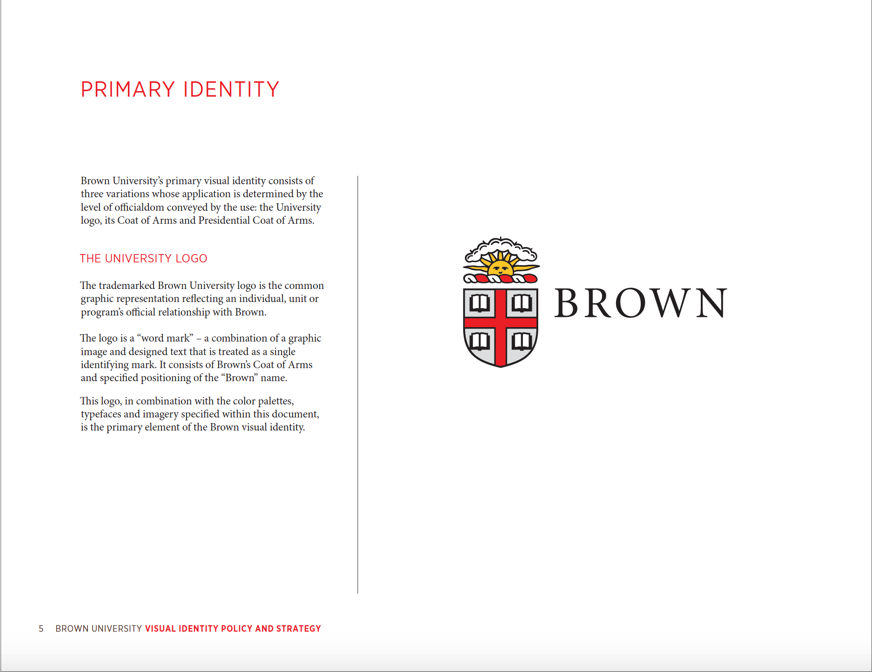 PRIMARY IDENTITY
Brown University’s primary visual identity consists of
three variations whose application is determined by the
level of officialdom conveyed by the use: the University
logo, its Coat of Arms and Presidential Coat of Arms.
THE UNIVERSITY LOGO
The trademarked Brown University logo is the common
graphic representation reflecting an individual, unit or
program’s official relationship with Brown.
The logo is a “word mark” – a combination of a graphic
image and designed text that is treated as a single
identifying mark. It consists of Brown’s Coat of Arms
and specified positioning of the “Brown” name.
This logo, in combination with the color palettes,
typefaces and imagery specified within this document,
is the primary element of the Brown visual identity.
BROWN
5 BROWN UNIVERSITY VISUAL IDENTITY POLICY AND STRATEGY